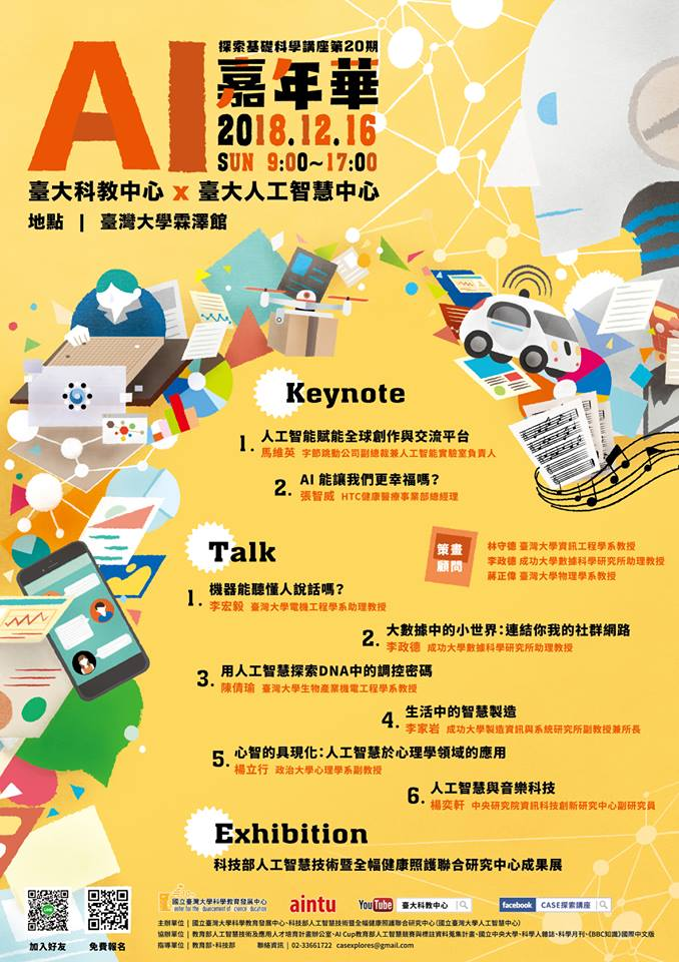 AI
探索基礎科學講座第20期
嘉年華
2018.12.16
SUN 9:00~17:00
臺大科教中心 x 臺大人工智慧中心
地點 | 臺灣大學霖澤館
Keynote
1. 人工智能賦能全球創作與交流平台
馬維英 字節跳動公司副總裁兼人工智能實驗室負責人
2. AI 能讓我們更幸福嗎？
張智威 HTC健康醫療事業部總經理
Talk
策畫顧問
林守德 臺灣大學資訊工程學系教授
李政德 成功大學數據科學研究所助理教授
蔣正偉 臺灣大學物理學系教授
1. 機器能聽懂人說話嗎？
李宏毅 臺灣大學電機工程學系助理教授
2. 大數據中的小世界：連結你我的社群網路
李政德 成功大學數據科學研究所助理教授
3. 用人工智慧探索DNA中的調控密碼
陳倩瑜 臺灣大學生物產業機電工程學系教授
4. 生活中的智慧製造
李家岩 成功大學製造資訊與系統研究所副教授兼所長
5. 心智的具現化：人工智慧於心理學領域的應用
楊立行 政治大學心理學系副教授
6. 人工智慧與音樂科技
楊奕軒 中央研究院資訊科技創新研究中心副研究員
Exhibition
科技部人工智慧技術暨全幅健康照護聯合研究中心成果展
加入好友
免費報名
國立臺灣大學科學教育發展中心
aintu
YouTube 臺大科教中心
facebook CASE探索講座
主辦單位 | 國立臺灣大學科學教育發展中心、科技部人工智慧技術暨全幅健康照護聯合研究中心(國立臺灣大學人工智慧中心)
協辦單位 | 教育部人工智慧技術及應用人才培育計畫辦公室、AI Cup教育部人工智慧競賽與標註資料蒐集計畫、國立中央大學、科學人雜誌、科學月刊、《BBC知識》國際中文版
指導單位 | 教育部、科技部 聯絡資訊 | 02-33661722 casexplores@gmail.com